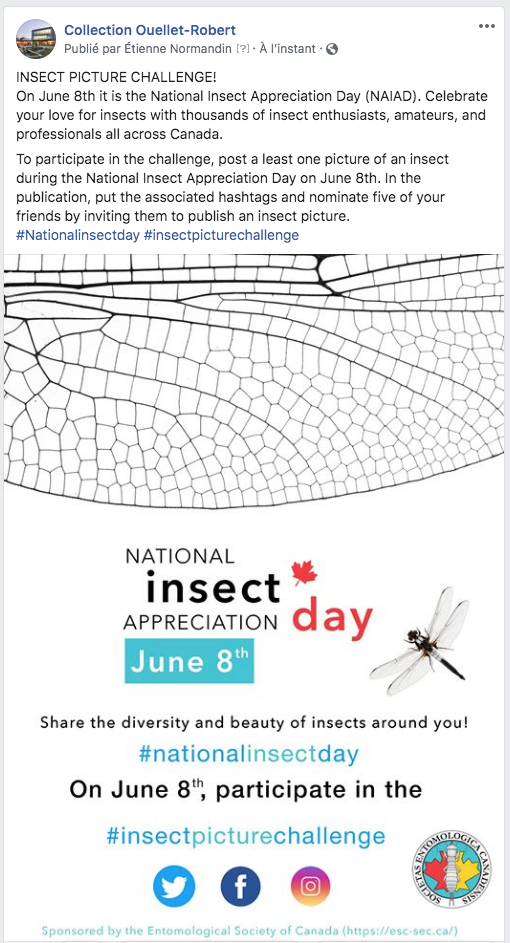 Collection Ouellet-Robert
Publié par Étienne Normandin [?] · À l’instant ·
INSECT PICTURE CHALLENGE!
On June 8th it is the National Insect Appreciation Day (NAIAD). Celebrate
your love for insects with thousands of insect enthusiasts, amateurs, and
professionals all across Canada.
To participate in the challenge, post a least one picture of an insect
during the National Insect Appreciation Day on June 8th. In the
publication, put the associated hashtags and nominate five of your
friends by inviting them to publish an insect picture.
#Nationalinsectday #insectpicturechallenge
NATIONAL
insect
APPRECIATION day
June 8th
Share the diversity and beauty of insects around you!
#nationalinsectday
On June 8th, participate in the
#insectpicturechallenge
SOCIETAS ENTOMOLOGICA CANADENSIS
Sponsored by the Entomological Society of Canada (https://esc-sec.ca/)